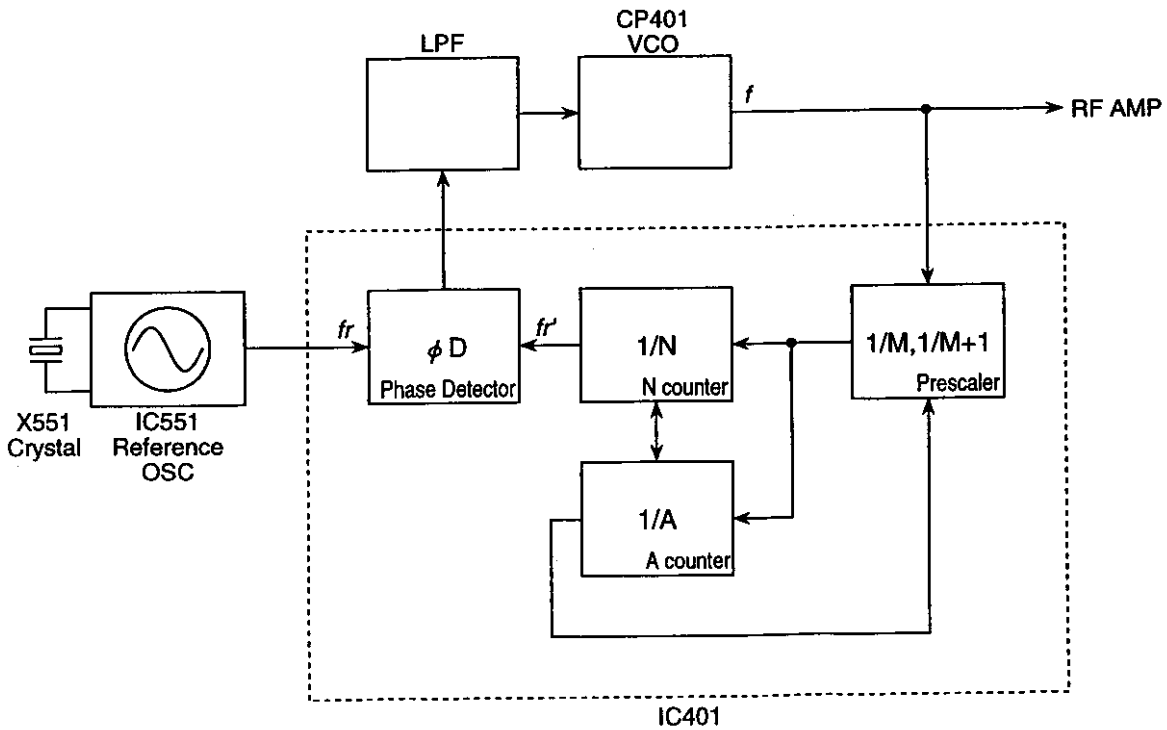 LPF
CP401
VCO
f
RF AMP
fr
ϕ D
Phase Detector
fr'
1/N
N counter
1/M,1/M+1
Prescaler
X551
Crystal
IC551
Reference
OSC
1/A
A counter
IC401